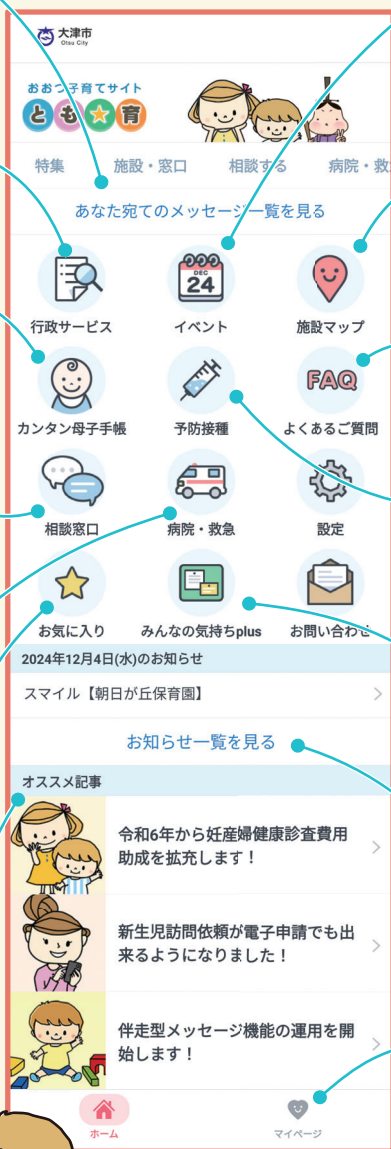 大津市
Otsu City
おおつ子育てサイト
とも☆育
特集 施設・窓口 相談する 病院・救
あなた宛てのメッセージ一覧を見る
DEC
24
行政サービス イベント 施設マップ
FAQ
カンタン母子手帳 予防接種 よくあるご質問
相談窓口 病院・救急 設定
お気に入り みんなの気持ちplus お問い合わせ
2024年12月4日(水)のお知らせ
スマイル【朝日が丘保育園】
お知らせ一覧を見る
オススメ記事
令和6年から妊産婦健康診査費用
助成を拡充します！
新生児訪問依頼が電子申請でも出
来るようになりました！
伴走型メッセージ機能の運用を開
始します！
ホーム マイページ